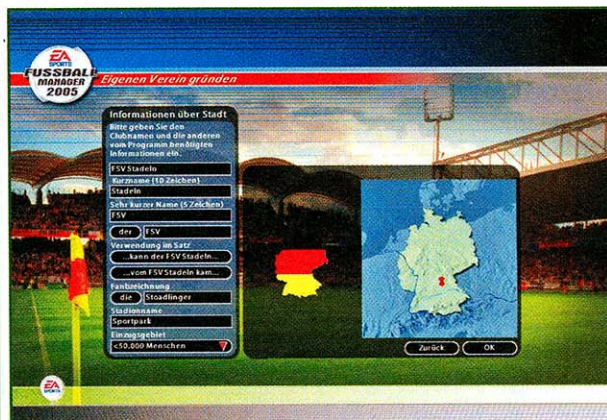 EA
SPORTS
FUSSBALL
MANAGER
2005
Eigenen Verein gründen
Informationen über Stadt
Bitte geben Sie den
Clubnamen und die anderen
vom Programm benötigten
Informationen ein.
FSV Stadeln
Kurzname (10 Zeichen)
Stadeln
Sehr kurzer Name (5 Zeichen)
FSV
der FSV
Verwendung im Satz
...kann der FSV Stadeln...
...vom FSV Stadeln kam...
Fanbzeichnung
die Stoadlinger
Stadionname
Sportpark
Einzugsgebiet
<50.000 Menschen
Zurück OK
EA
SPORTS